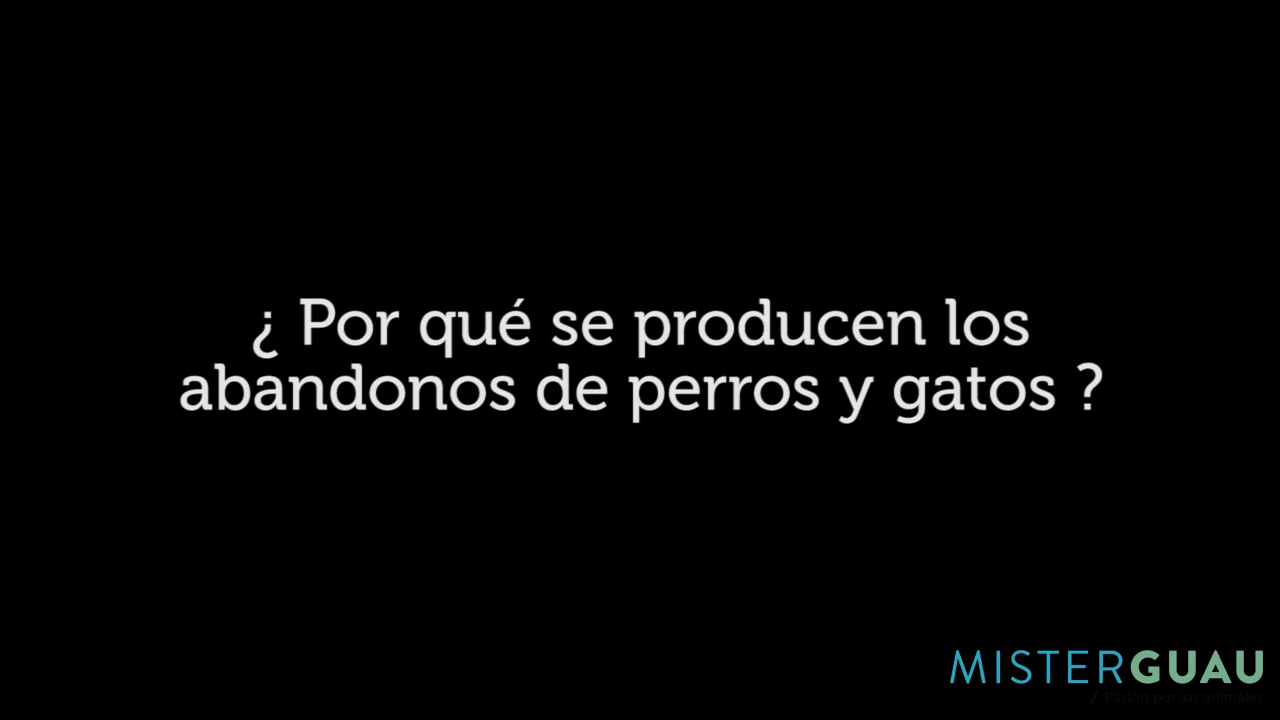 ¿ Por qué se producen los
abandonos de perros y gatos ?
MISTERGUAU
/ Pasión por los animales